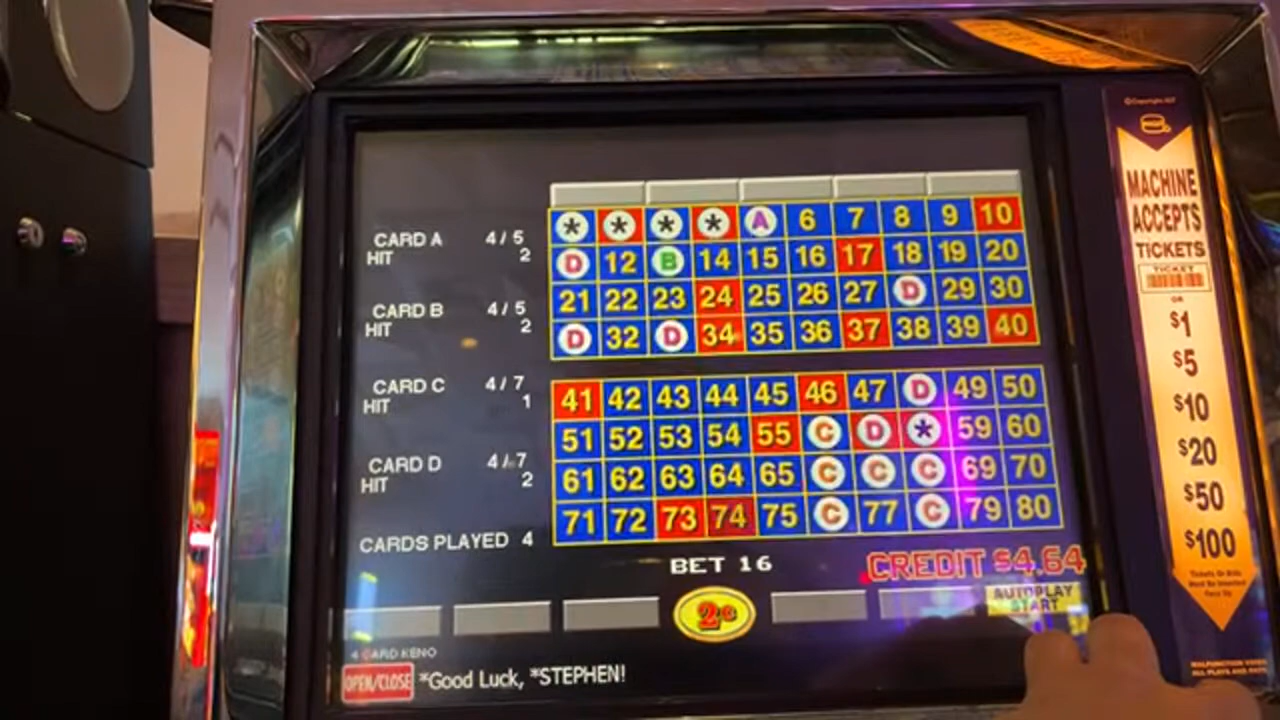 CARD A 4/5
HIT 2
CARD B 4/5
HIT 2
CARD C 4/7
HIT 1
CARD D 4/7
HIT 2
CARDS PLAYED 4
* * * * A 6 7 8 9 10
D 12 B 14 15 16 17 18 19 20
21 22 23 24 25 26 27 D 29 30
D 32 D 34 35 36 37 38 39 40
41 42 43 44 45 46 47 D 49 50
51 52 53 54 55 C D * 59 60
61 62 63 64 65 C C C 69 70
71 72 73 74 75 C 77 C 79 80
BET 16
CREDIT $4.64
2¢
AUTOPLAY
START
4 CARD KENO
OPEN/CLOSE
*Good Luck, *STEPHEN!
MACHINE
ACCEPTS
TICKETS
TICKET
OR
$1
$5
$10
$20
$50
$100